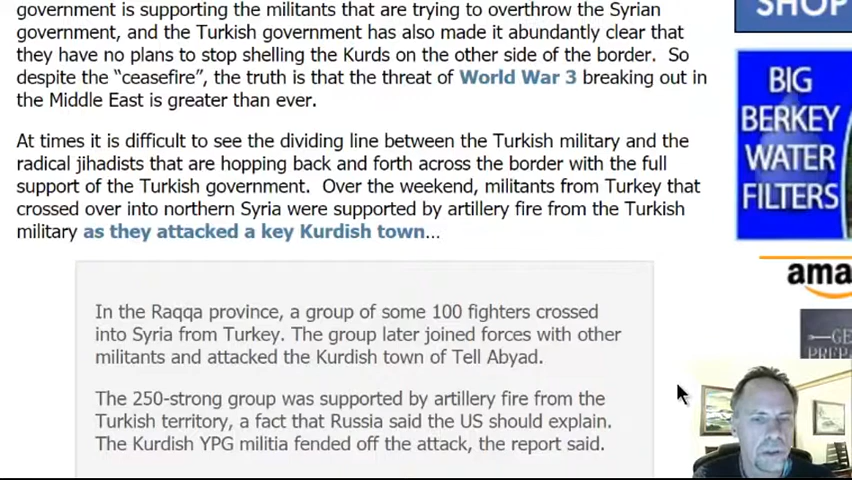 government is supporting the militants that are trying to overthrow the Syrian
government, and the Turkish government has also made it abundantly clear that
they have no plans to stop shelling the Kurds on the other side of the border.  So
despite the “ceasefire”, the truth is that the threat of World War 3 breaking out in
the Middle East is greater than ever.
At times it is difficult to see the dividing line between the Turkish military and the
radical jihadists that are hopping back and forth across the border with the full
support of the Turkish government.  Over the weekend, militants from Turkey that
crossed over into northern Syria were supported by artillery fire from the Turkish
military as they attacked a key Kurdish town...
In the Raqqa province, a group of some 100 fighters crossed
into Syria from Turkey. The group later joined forces with other
militants and attacked the Kurdish town of Tell Abyad.
The 250-strong group was supported by artillery fire from the
Turkish territory, a fact that Russia said the US should explain.
The Kurdish YPG militia fended off the attack, the report said.
SHOP
BIG
BERKEY
WATER
FILTERS
ama
GE
PREPA